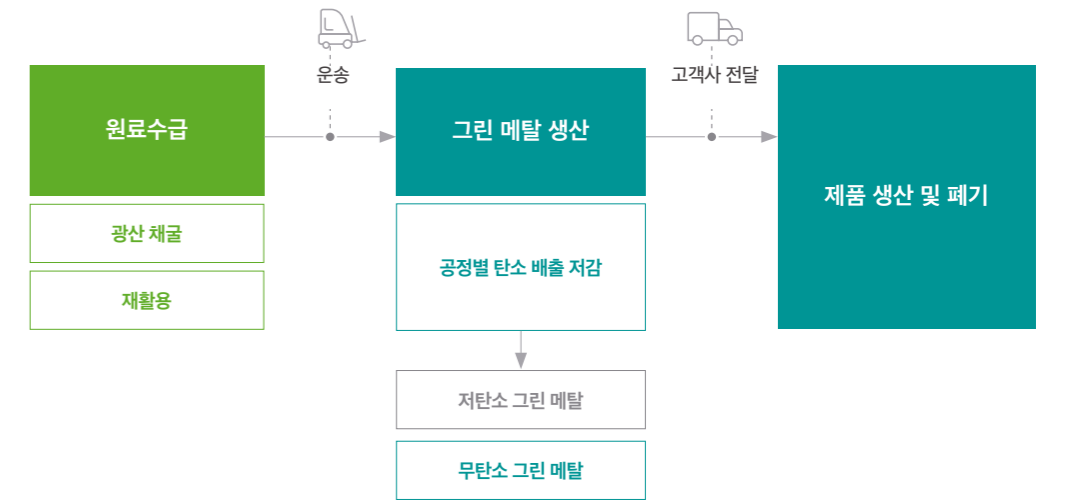 운송
고객사 전달
원료수급
그린 메탈 생산
제품 생산 및 폐기
광산 채굴
공정별 탄소 배출 저감
재활용
저탄소 그린 메탈
무탄소 그린 메탈